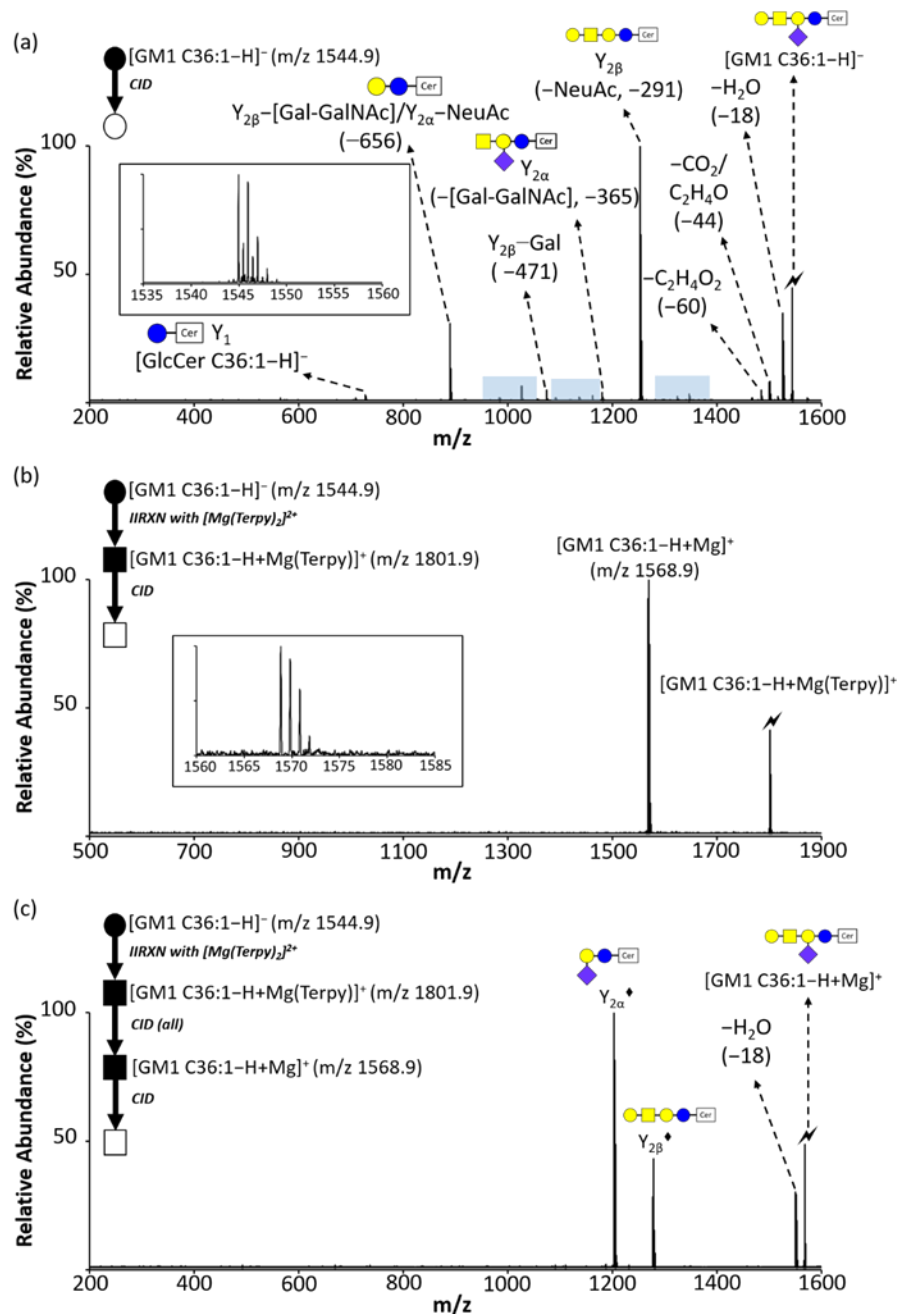 (a)
[GM1 C36:1−H]⁻ (m/z 1544.9)
CID
Cer
Y2β−[Gal-GalNAc]/Y2α−NeuAc
(−656)
Cer
Y2α
(−[Gal-GalNAc], −365)
Cer
Y2β
(−NeuAc, −291)
Cer
[GM1 C36:1−H]⁻
−H2O
(−18)
−CO2/
C2H4O
(−44)
−C2H4O2
(−60)
Y2β−Gal
(−471)
Cer
Y1
[GlcCer C36:1−H]⁻
1535 1540 1545 1550 1555 1560
Relative Abundance (%)
100
50
200 400 600 800 1000 1200 1400 1600
m/z
(b)
[GM1 C36:1−H]⁻ (m/z 1544.9)
IIRXN with [Mg(Terpy)2]²⁺
[GM1 C36:1−H+Mg(Terpy)]⁺ (m/z 1801.9)
CID
[GM1 C36:1−H+Mg]⁺
(m/z 1568.9)
[GM1 C36:1−H+Mg(Terpy)]⁺
1560 1565 1570 1575 1580 1585
Relative Abundance (%)
100
50
500 700 900 1100 1300 1500 1700 1900
m/z
(c)
[GM1 C36:1−H]⁻ (m/z 1544.9)
IIRXN with [Mg(Terpy)2]²⁺
[GM1 C36:1−H+Mg(Terpy)]⁺ (m/z 1801.9)
CID (all)
[GM1 C36:1−H+Mg]⁺ (m/z 1568.9)
CID
Cer
Y2α♦
Cer
Y2β♦
Cer
[GM1 C36:1−H+Mg]⁺
−H2O
(−18)
Relative Abundance (%)
100
50
200 400 600 800 1000 1200 1400 1600
m/z